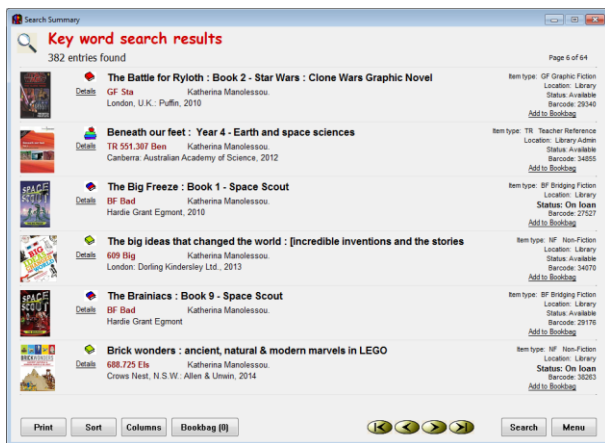 Search Summary
Key word search results
382 entries found
Page 6 of 64
The Battle for Ryloth : Book 2 - Star Wars : Clone Wars Graphic Novel
Details
GF Sta Katherina Manolessou.
London, U.K.: Puffin, 2010
Item type: GF Graphic Fiction
Location: Library
Status: Available
Barcode: 29340
Add to Bookbag
Beneath our feet : Year 4 - Earth and space sciences
Details
TR 551.307 Ben Katherina Manolessou.
Canberra: Australian Academy of Science, 2012
Item type: TR Teacher Reference
Location: Library Admin
Status: Available
Barcode: 34855
Add to Bookbag
SPACE
SCOUT
The Big Freeze : Book 1 - Space Scout
Details
BF Bad Katherina Manolessou.
Hardie Grant Egmont, 2010
Item type: BF Bridging Fiction
Location: Library
Status: On loan
Barcode: 27527
Add to Bookbag
The big ideas that changed the world : [incredible inventions and the stories
Details
609 Big Katherina Manolessou.
London: Dorling Kindersley Ltd., 2013
Item type: NF Non-Fiction
Location: Library
Status: Available
Barcode: 34070
Add to Bookbag
SPACE
SCOUT
The Brainiacs : Book 9 - Space Scout
Details
BF Bad Katherina Manolessou.
Hardie Grant Egmont
Item type: BF Bridging Fiction
Location: Library
Status: Available
Barcode: 29176
Add to Bookbag
BRICK WONDERS
Brick wonders : ancient, natural & modern marvels in LEGO
Details
688.725 Els Katherina Manolessou.
Crows Nest, N.S.W.: Allen & Unwin, 2014
Item type: NF Non-Fiction
Location: Library
Status: On loan
Barcode: 38263
Add to Bookbag
Print Sort Columns Bookbag (0) Search Menu